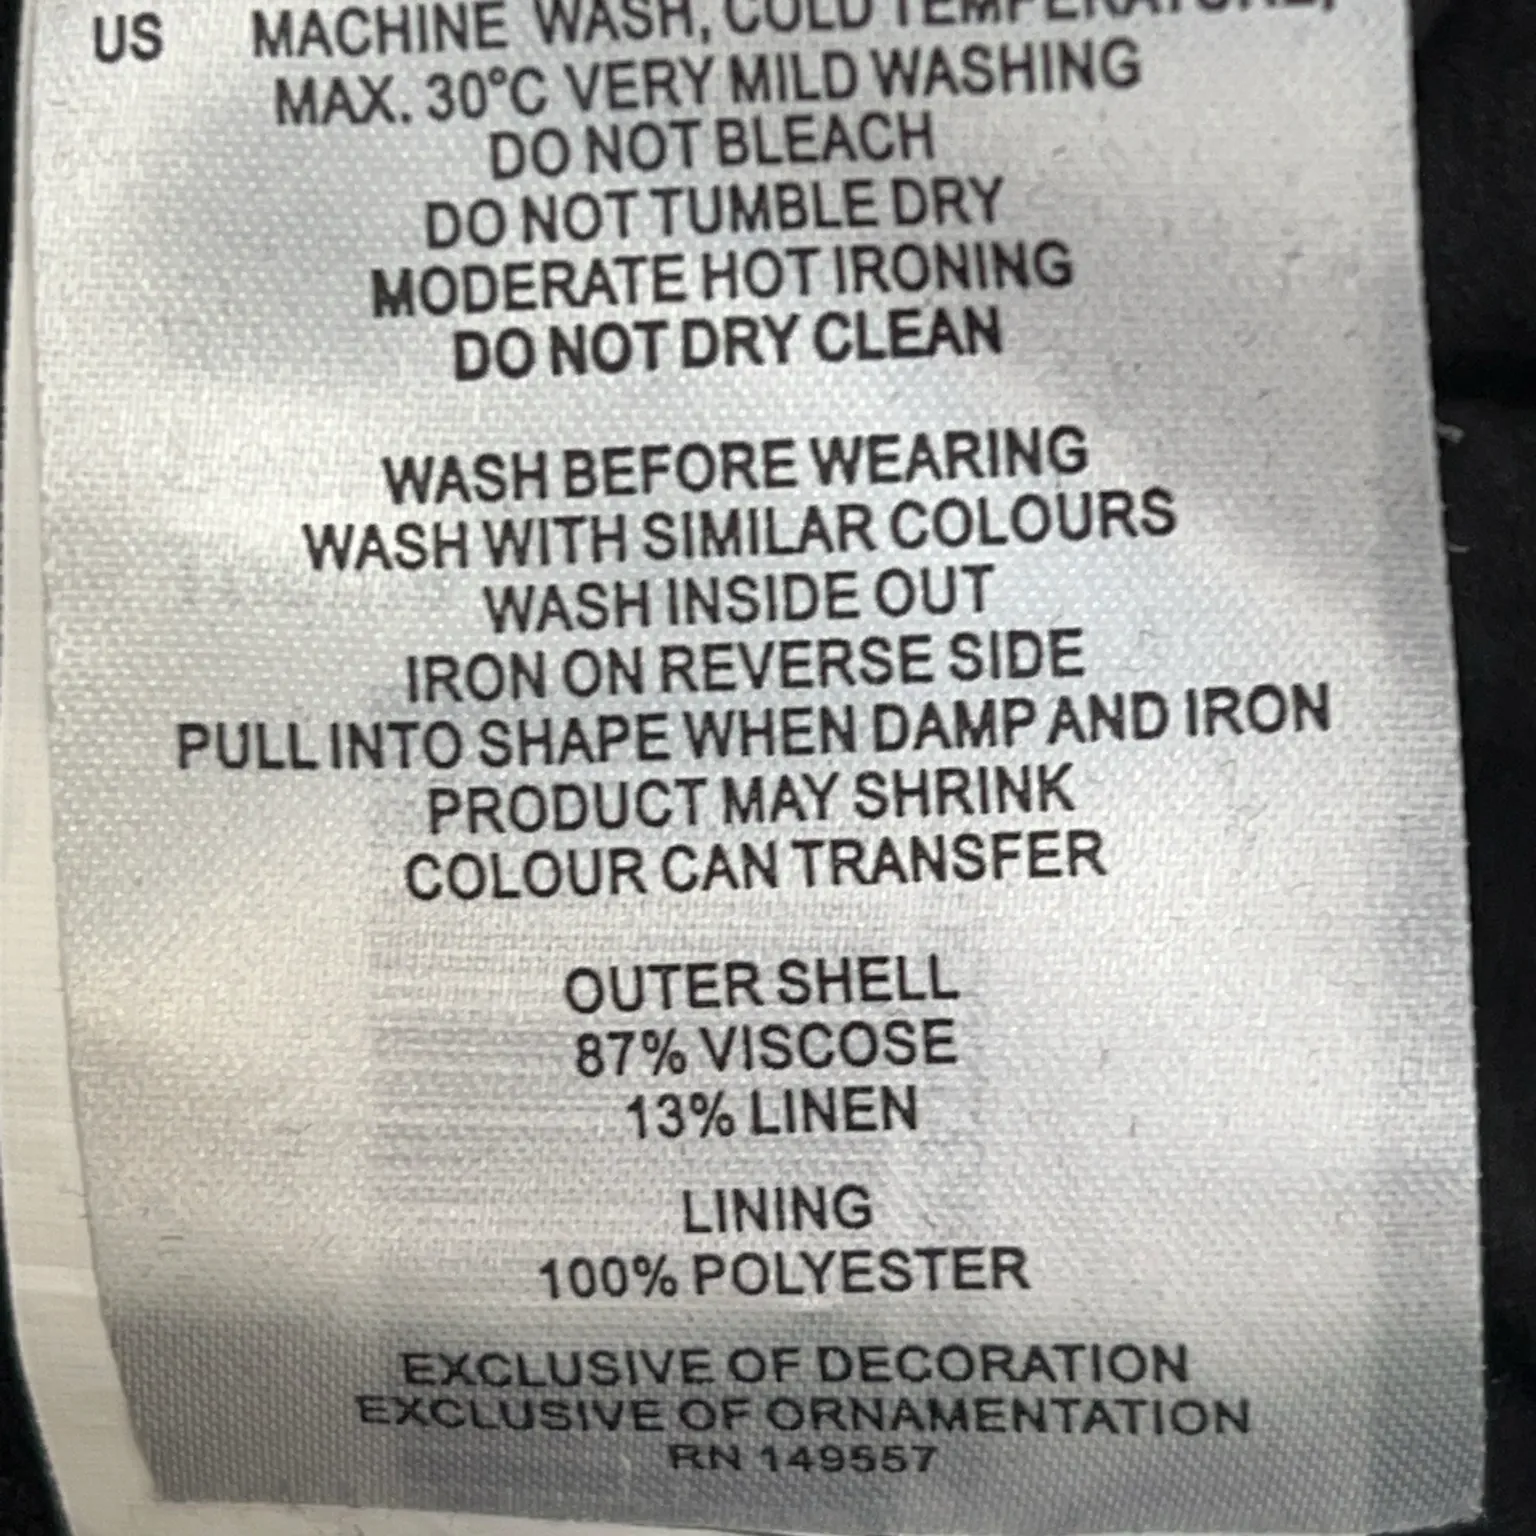 US MACHINE WASH, COLD TEMPERATURE,
MAX. 30°C VERY MILD WASHING
DO NOT BLEACH
DO NOT TUMBLE DRY
MODERATE HOT IRONING
DO NOT DRY CLEAN
WASH BEFORE WEARING
WASH WITH SIMILAR COLOURS
WASH INSIDE OUT
IRON ON REVERSE SIDE
PULL INTO SHAPE WHEN DAMP AND IRON
PRODUCT MAY SHRINK
COLOUR CAN TRANSFER
OUTER SHELL
87% VISCOSE
13% LINEN
LINING
100% POLYESTER
EXCLUSIVE OF DECORATION
EXCLUSIVE OF ORNAMENTATION
RN 149557